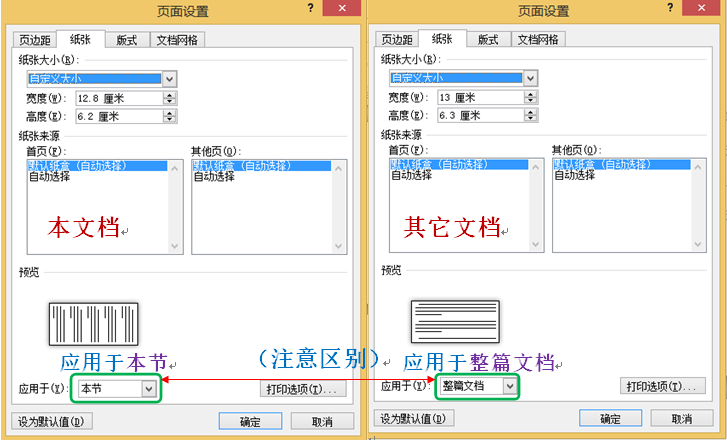 页面设置
? ×
页边距 纸张 版式 文档网格
纸张大小(R):
自定义大小
宽度(W): 12.8 厘米
高度(E): 6.2 厘米
纸张来源
首页(F): 其他页(O):
默认纸盒 (自动选择) 默认纸盒 (自动选择)
自动选择 自动选择
本文档
预览
应用于本节
应用于(Y): 本节 打印选项(T)...
设为默认值(D) 确定 取消
(注意区别)
页面设置
? ×
页边距 纸张 版式 文档网格
纸张大小(R):
自定义大小
宽度(W): 13 厘米
高度(E): 6.3 厘米
纸张来源
首页(F): 其他页(O):
默认纸盒 (自动选择) 默认纸盒 (自动选择)
自动选择 自动选择
其它文档
预览
应用于整篇文档
应用于(Y): 整篇文档 打印选项(T)...
设为默认值(D) 确定 取消